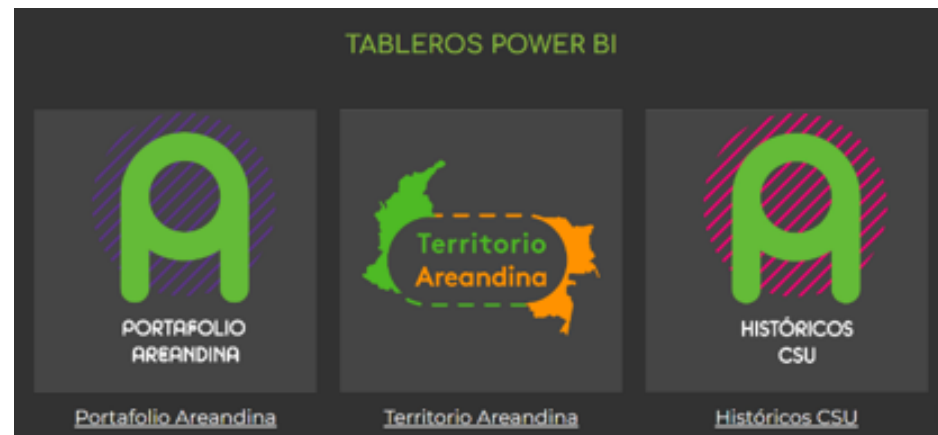 TABLEROS POWER BI
PORTAFOLIO
AREANDINA
Territorio
Areandina
HISTÓRICOS
CSU
Portafolio Areandina
Territorio Areandina
Históricos CSU